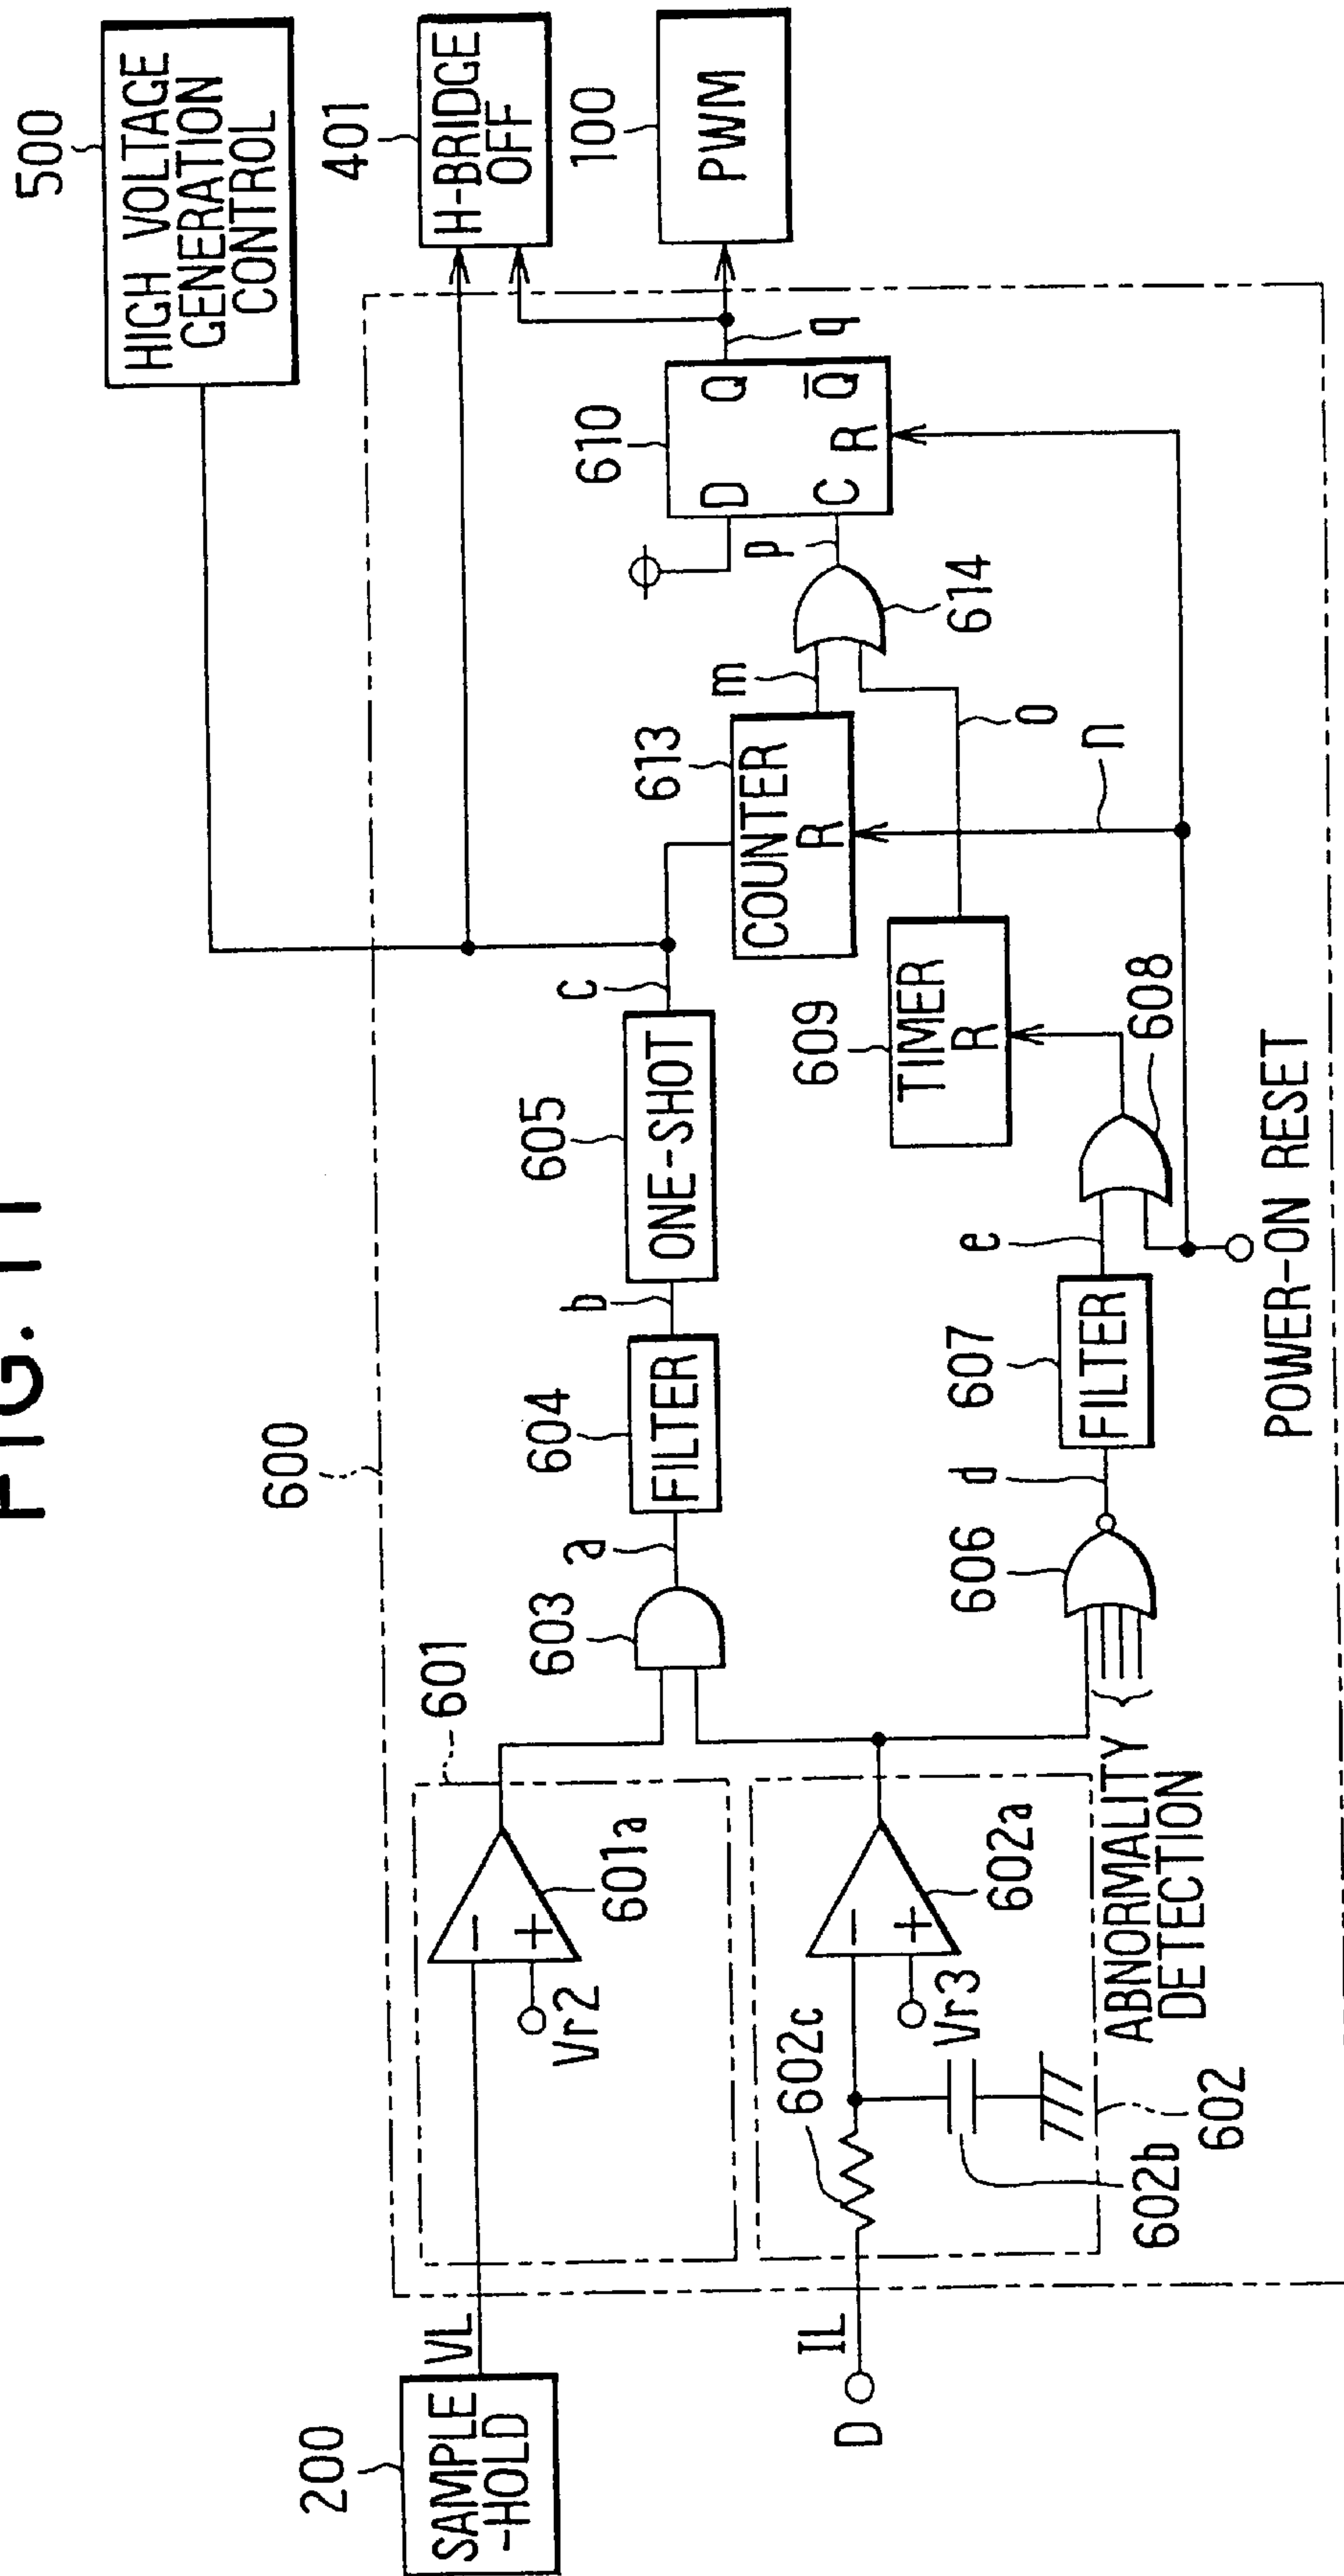 FIG. 11
500
HIGH VOLTAGE
GENERATION
CONTROL
401
H-BRIDGE
OFF
100
PWM
600
200
SAMPLE
-HOLD
VL
601
601a
−
+
Vr2
603
a
604
FILTER
b
605
ONE-SHOT
c
613
COUNTER
R
m
614
p
610
D
Q
C
R
Q̅
q
D
IL
602c
602b
602
602a
−
+
Vr3
ABNORMALITY
DETECTION
606
d
607
FILTER
e
608
609
TIMER
R
o
n
POWER-ON RESET